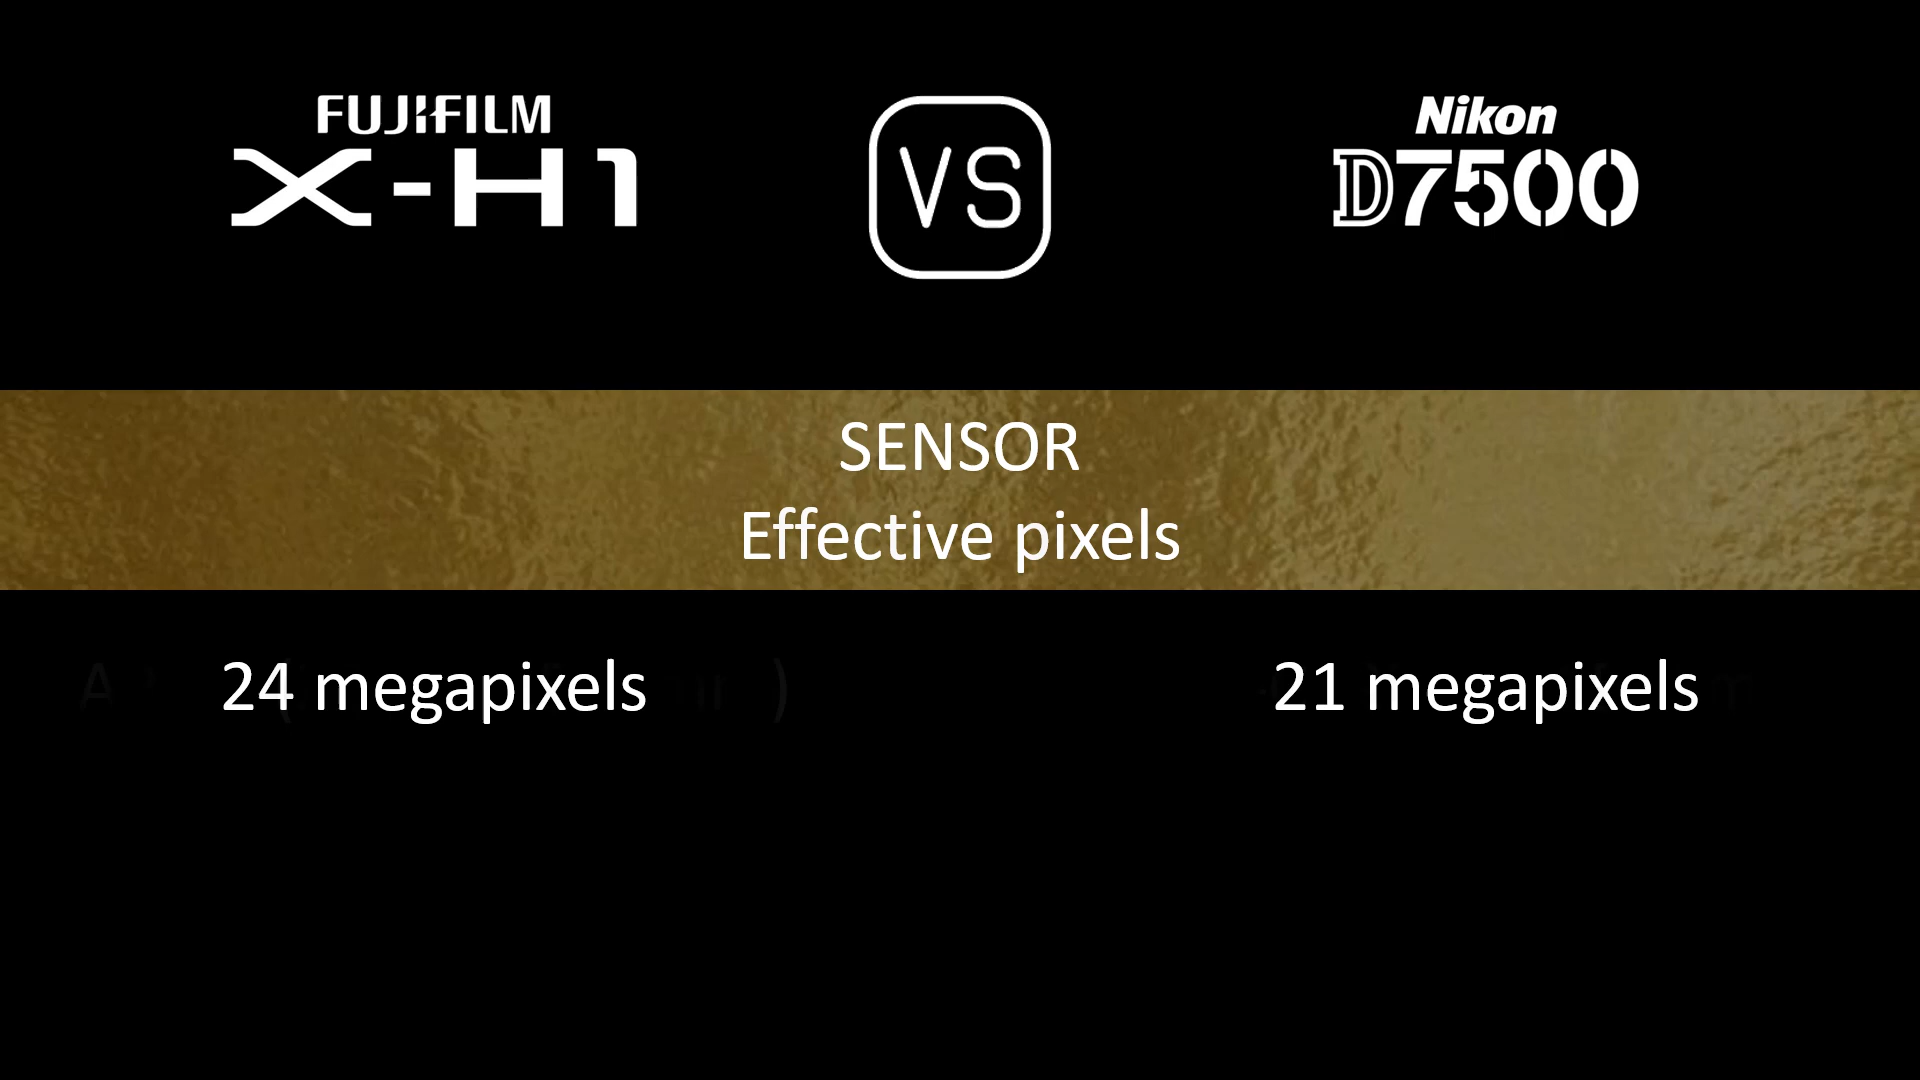 FUJIFILM
X-H1
VS
Nikon
D7500
SENSOR
Effective pixels
24 megapixels
21 megapixels